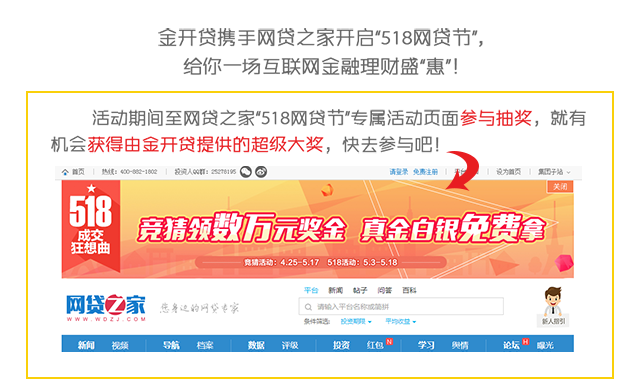 金开贷携手网贷之家开启"518网贷节",
给你一场互联网金融理财盛"惠"!
活动期间至网贷之家"518网贷节"专属活动页面参与抽奖，就有
机会获得由金开贷提供的超级大奖，快去参与吧!
首页 热线：400-882-1802 投资人QQ群：25278195 请登录 免费注册 设为首页 集团子站
关闭
518
成交
狂想曲
竞猜领数万元奖金 真金白银免费拿
竞猜活动：4.25-5.17 518活动：5.3-5.18
平台 新闻 帖子 问答 百科
网贷之家
WWW.WDZJ.COM
您身边的网贷专家
请输入平台名称或简拼
条件筛选： 投资期限 平均收益
新人指引
新闻 视频 导航 档案 数据 评级 投资 红包 N 学习 舆情 论坛 H 曝光